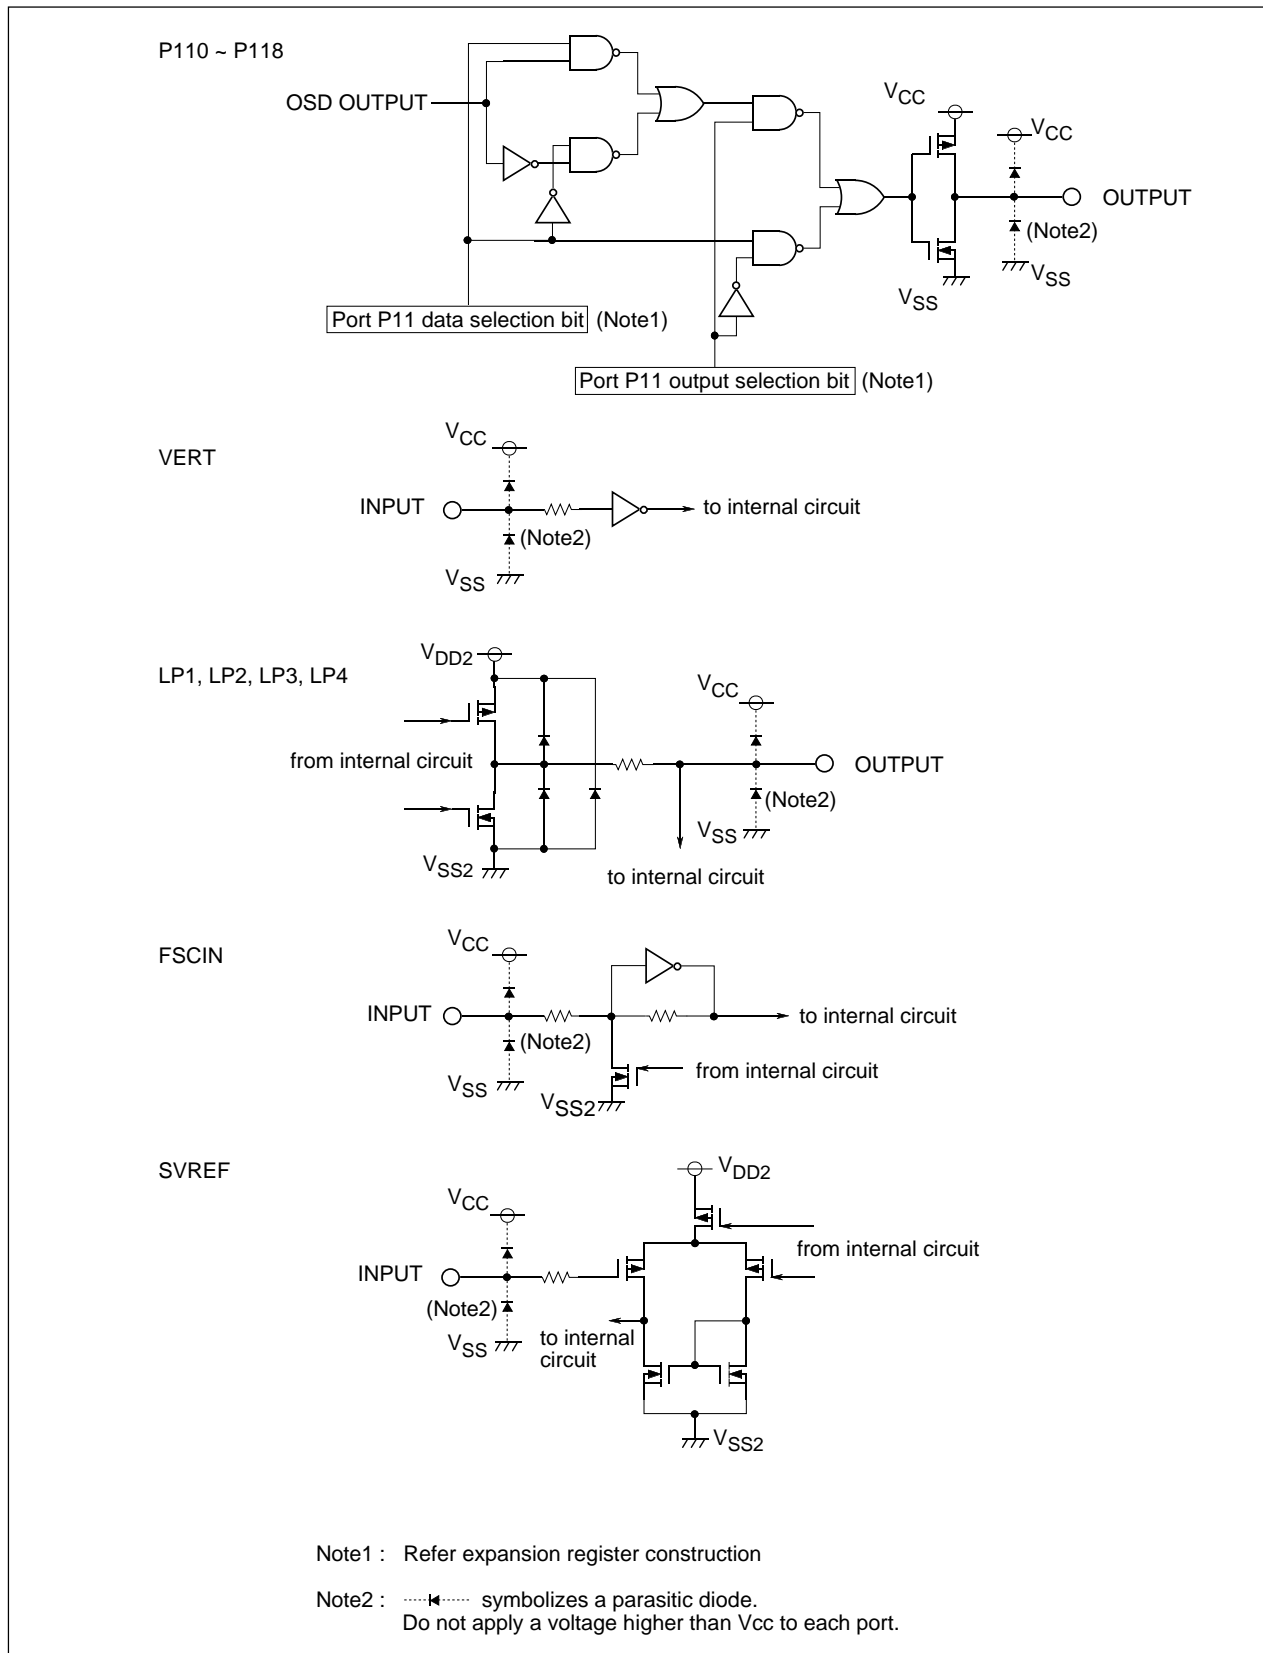 P110 ~ P118
OSD OUTPUT
VCC
VCC
OUTPUT
(Note2)
VSS
VSS
Port P11 data selection bit (Note1)
Port P11 output selection bit (Note1)
VERT
VCC
INPUT
to internal circuit
(Note2)
VSS
LP1, LP2, LP3, LP4
VDD2
VCC
from internal circuit
OUTPUT
(Note2)
VSS
VSS2
to internal circuit
FSCIN
VCC
INPUT
to internal circuit
(Note2)
from internal circuit
VSS
VSS2
SVREF
VDD2
VCC
from internal circuit
INPUT
(Note2)
VSS
to internal
circuit
VSS2
Note1 : Refer expansion register construction
Note2 : symbolizes a parasitic diode.
Do not apply a voltage higher than Vcc to each port.